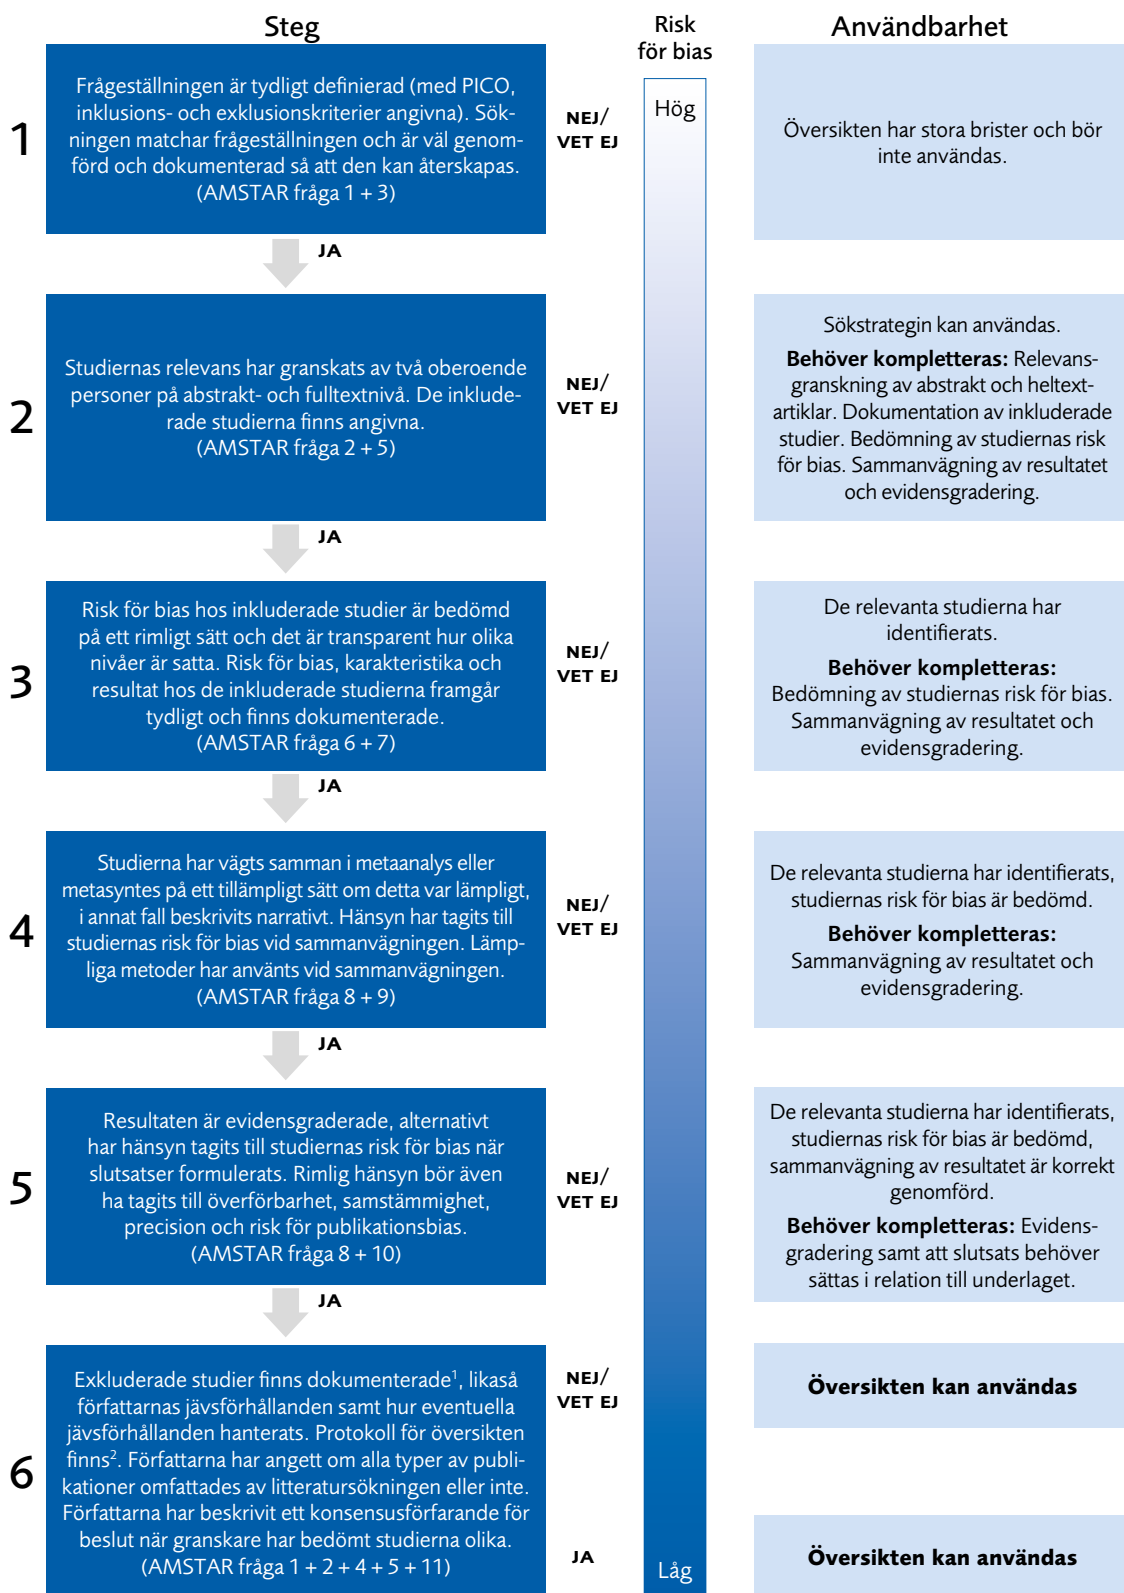 Steg
Risk
för bias
Användbarhet
1
Frågeställningen är tydligt definierad (med PICO,
inklusions- och exklusionskriterier angivna). Sök-
ningen matchar frågeställningen och är väl genom-
förd och dokumenterad så att den kan återskapas.
(AMSTAR fråga 1 + 3)
NEJ/
VET EJ
Hög
Översikten har stora brister och bör
inte användas.
JA
2
Studiernas relevans har granskats av två oberoende
personer på abstrakt- och fulltextnivå. De inklude-
rade studierna finns angivna.
(AMSTAR fråga 2 + 5)
NEJ/
VET EJ
Sökstrategin kan användas.
Behöver kompletteras: Relevans-
granskning av abstrakt och heltext-
artiklar. Dokumentation av inkluderade
studier. Bedömning av studiernas risk
för bias. Sammanvägning av resultatet
och evidensgradering.
JA
3
Risk för bias hos inkluderade studier är bedömd
på ett rimligt sätt och det är transparent hur olika
nivåer är satta. Risk för bias, karakteristika och
resultat hos de inkluderade studierna framgår
tydligt och finns dokumenterade.
(AMSTAR fråga 6 + 7)
NEJ/
VET EJ
De relevanta studierna har
identifierats.
Behöver kompletteras:
Bedömning av studiernas risk för bias.
Sammanvägning av resultatet och
evidensgradering.
JA
4
Studierna har vägts samman i metaanalys eller
metasyntes på ett tillämpligt sätt om detta var lämpligt,
i annat fall beskrivits narrativt. Hänsyn har tagits till
studiernas risk för bias vid sammanvägningen. Lämp-
liga metoder har använts vid sammanvägningen.
(AMSTAR fråga 8 + 9)
NEJ/
VET EJ
De relevanta studierna har identifierats,
studiernas risk för bias är bedömd.
Behöver kompletteras:
Sammanvägning av resultatet och
evidensgradering.
JA
5
Resultaten är evidensgraderade, alternativt
har hänsyn tagits till studiernas risk för bias när
slutsatser formulerats. Rimlig hänsyn bör även
ha tagits till överförbarhet, samstämmighet,
precision och risk för publikationsbias.
(AMSTAR fråga 8 + 10)
NEJ/
VET EJ
De relevanta studierna har identifierats,
studiernas risk för bias är bedömd,
sammanvägning av resultatet är korrekt
genomförd.
Behöver kompletteras: Evidens-
gradering samt att slutsats behöver
sättas i relation till underlaget.
JA
6
Exkluderade studier finns dokumenterade¹, likaså
författarnas jävsförhållanden samt hur eventuella
jävsförhållanden hanterats. Protokoll för översikten
finns². Författarna har angett om alla typer av publi-
kationer omfattades av litteratursökningen eller inte.
Författarna har beskrivit ett konsensusförfarande för
beslut när granskare har bedömt studierna olika.
(AMSTAR fråga 1 + 2 + 4 + 5 + 11)
NEJ/
VET EJ
Översikten kan användas
JA
Låg
Översikten kan användas